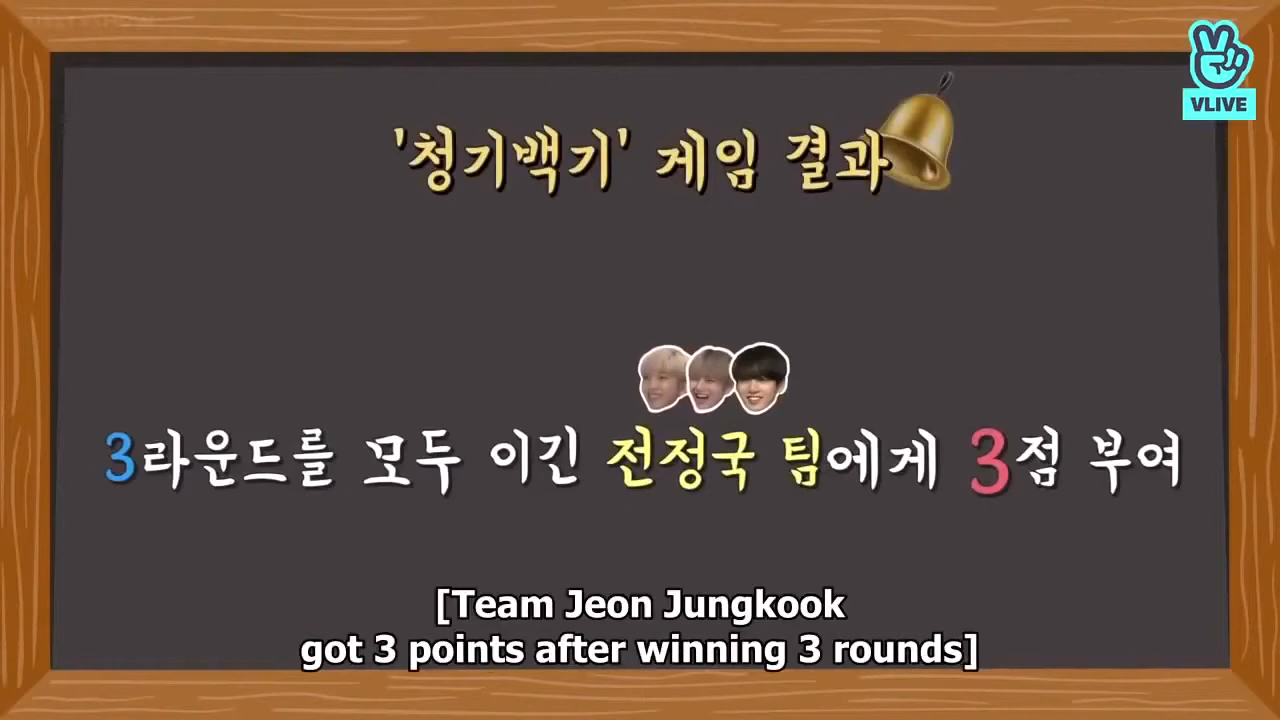 VLIVE
'청기백기' 게임 결과
3라운드를 모두 이긴 전정국 팀에게 3점 부여
[Team Jeon Jungkook
got 3 points after winning 3 rounds]